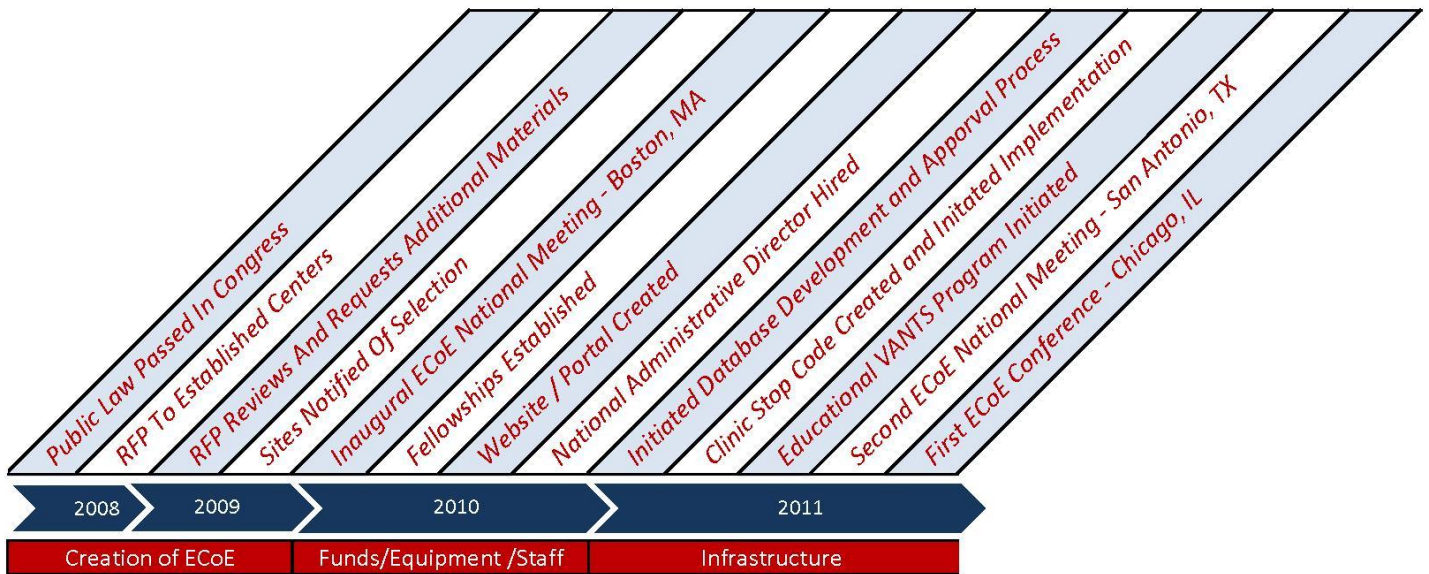 Public Law Passed In Congress
RFP To Established Centers
RFP Reviews And Requests Additional Materials
Sites Notified Of Selection
Inaugural ECoE National Meeting - Boston, MA
Fellowships Established
Website / Portal Created
National Administrative Director Hired
Initiated Database Development and Apporval Process
Clinic Stop Code Created and Initated Implementation
Educational VANTS Program Initiated
Second ECoE National Meeting - San Antonio, TX
First ECoE Conference - Chicago, IL
2008
2009
2010
2011
Creation of ECoE
Funds/Equipment /Staff
Infrastructure